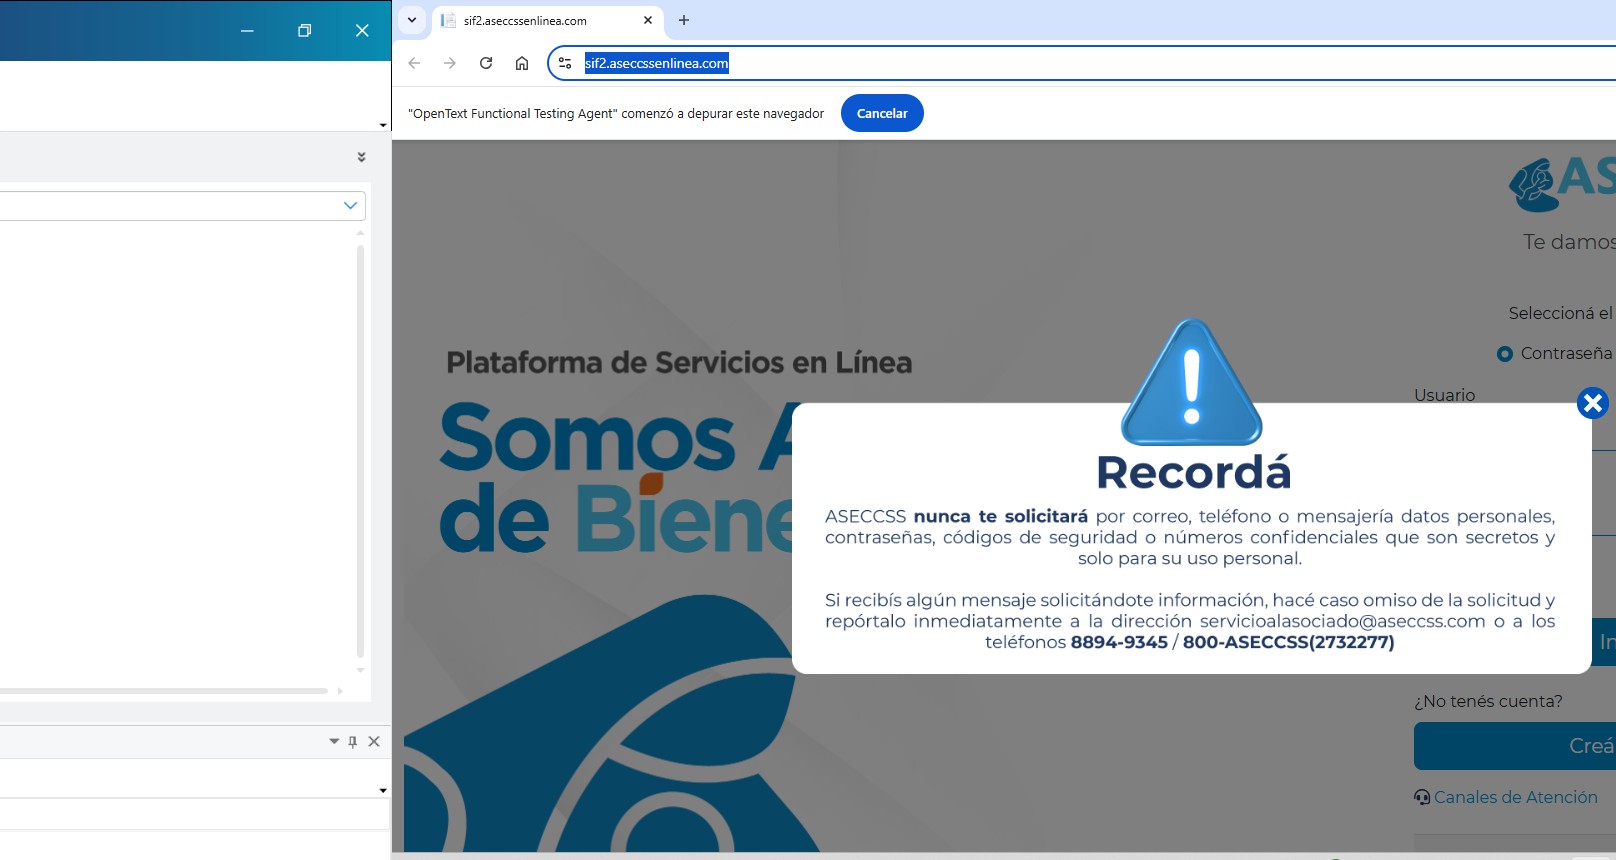 sif2.aseccssenlinea.com
sif2.aseccssenlinea.com
"OpenText Functional Testing Agent" comenzó a depurar este navegador
Cancelar
AS
Te damos
Seleccioná el
Contraseña
Usuario
Plataforma de Servicios en Línea
Somos A
de Biene
Recordá
ASECCSS nunca te solicitará por correo, teléfono o mensajería datos personales,
contraseñas, códigos de seguridad o números confidenciales que son secretos y
solo para su uso personal.
Si recibís algún mensaje solicitándote información, hacé caso omiso de la solicitud y
repórtalo inmediatamente a la dirección servicioalasociado@aseccss.com o a los
teléfonos 8894-9345 / 800-ASECCSS(2732277)
In
¿No tenés cuenta?
Creá
Canales de Atención